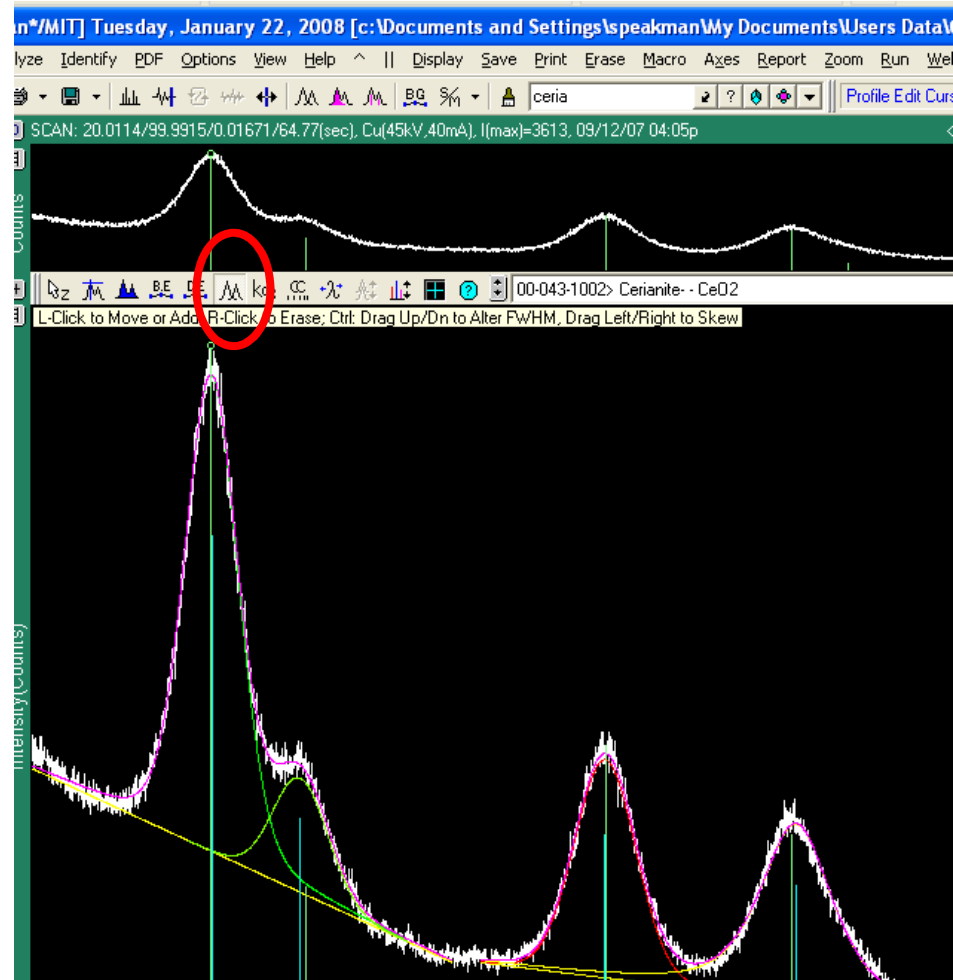 an*/MIT] Tuesday, January 22, 2008 [c:\Documents and Settings\speakman\My Documents\Users Data\
lyze Identify PDF Options View Help ^ || Display Save Print Erase Macro Axes Report Zoom Run Wel
B.G S/M ceria ? Profile Edit Curs
SCAN: 20.0114/99.9915/0.01671/64.77(sec), Cu(45kV,40mA), I(max)=3613, 09/12/07 04:05p
Counts
Z B.E D.E ? 00-043-1002> Cerianite- - CeO2
L-Click to Move or Add, R-Click to Erase; Ctrl: Drag Up/Dn to Alter FWHM, Drag Left/Right to Skew
Intensity(Counts)